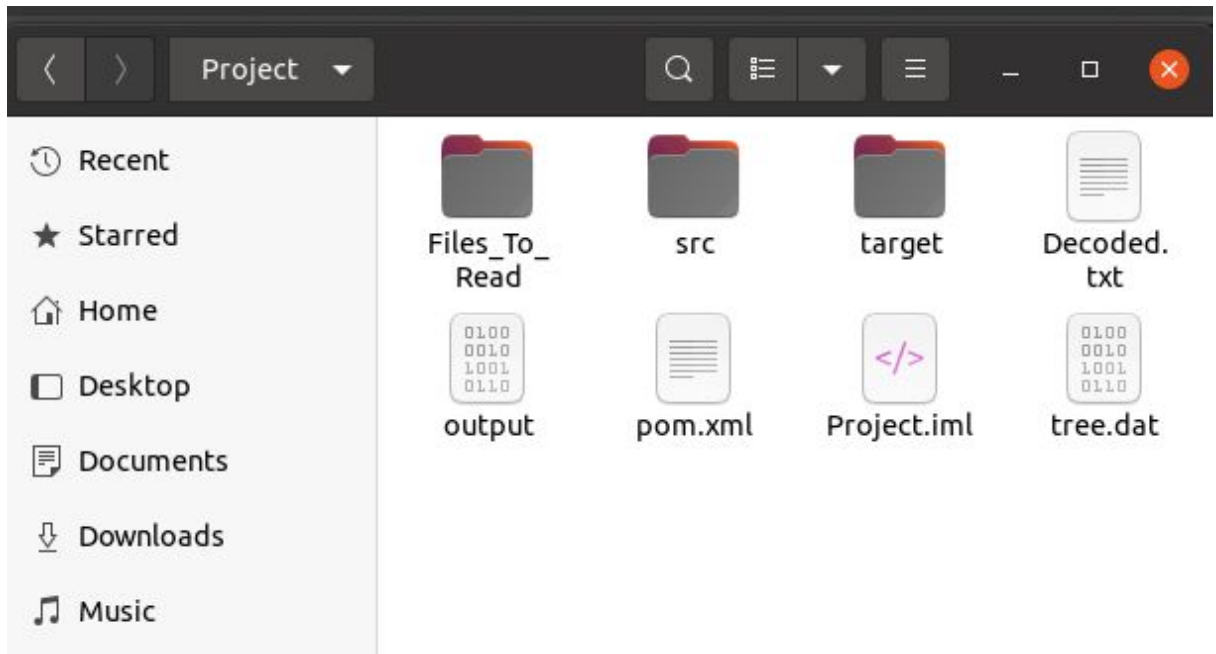 Project
Recent
Starred
Home
Desktop
Documents
Downloads
Music
Files_To_
Read
src
target
Decoded.
txt
0100
0010
1001
0110
output
pom.xml
</>
Project.iml
0100
0010
1001
0110
tree.dat